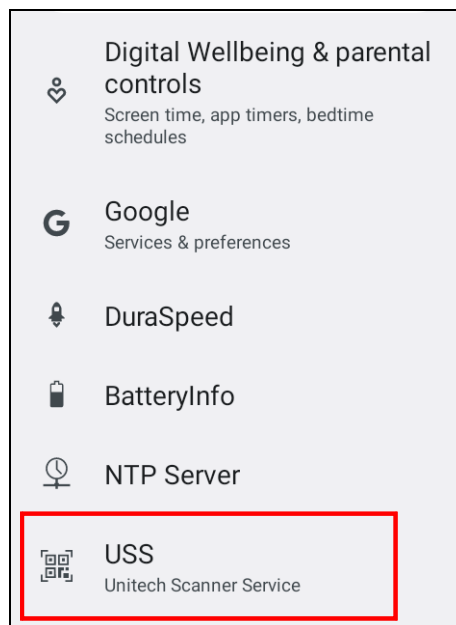 Digital Wellbeing & parental
controls
Screen time, app timers, bedtime
schedules
Google
Services & preferences
DuraSpeed
BatteryInfo
NTP Server
USS
Unitech Scanner Service